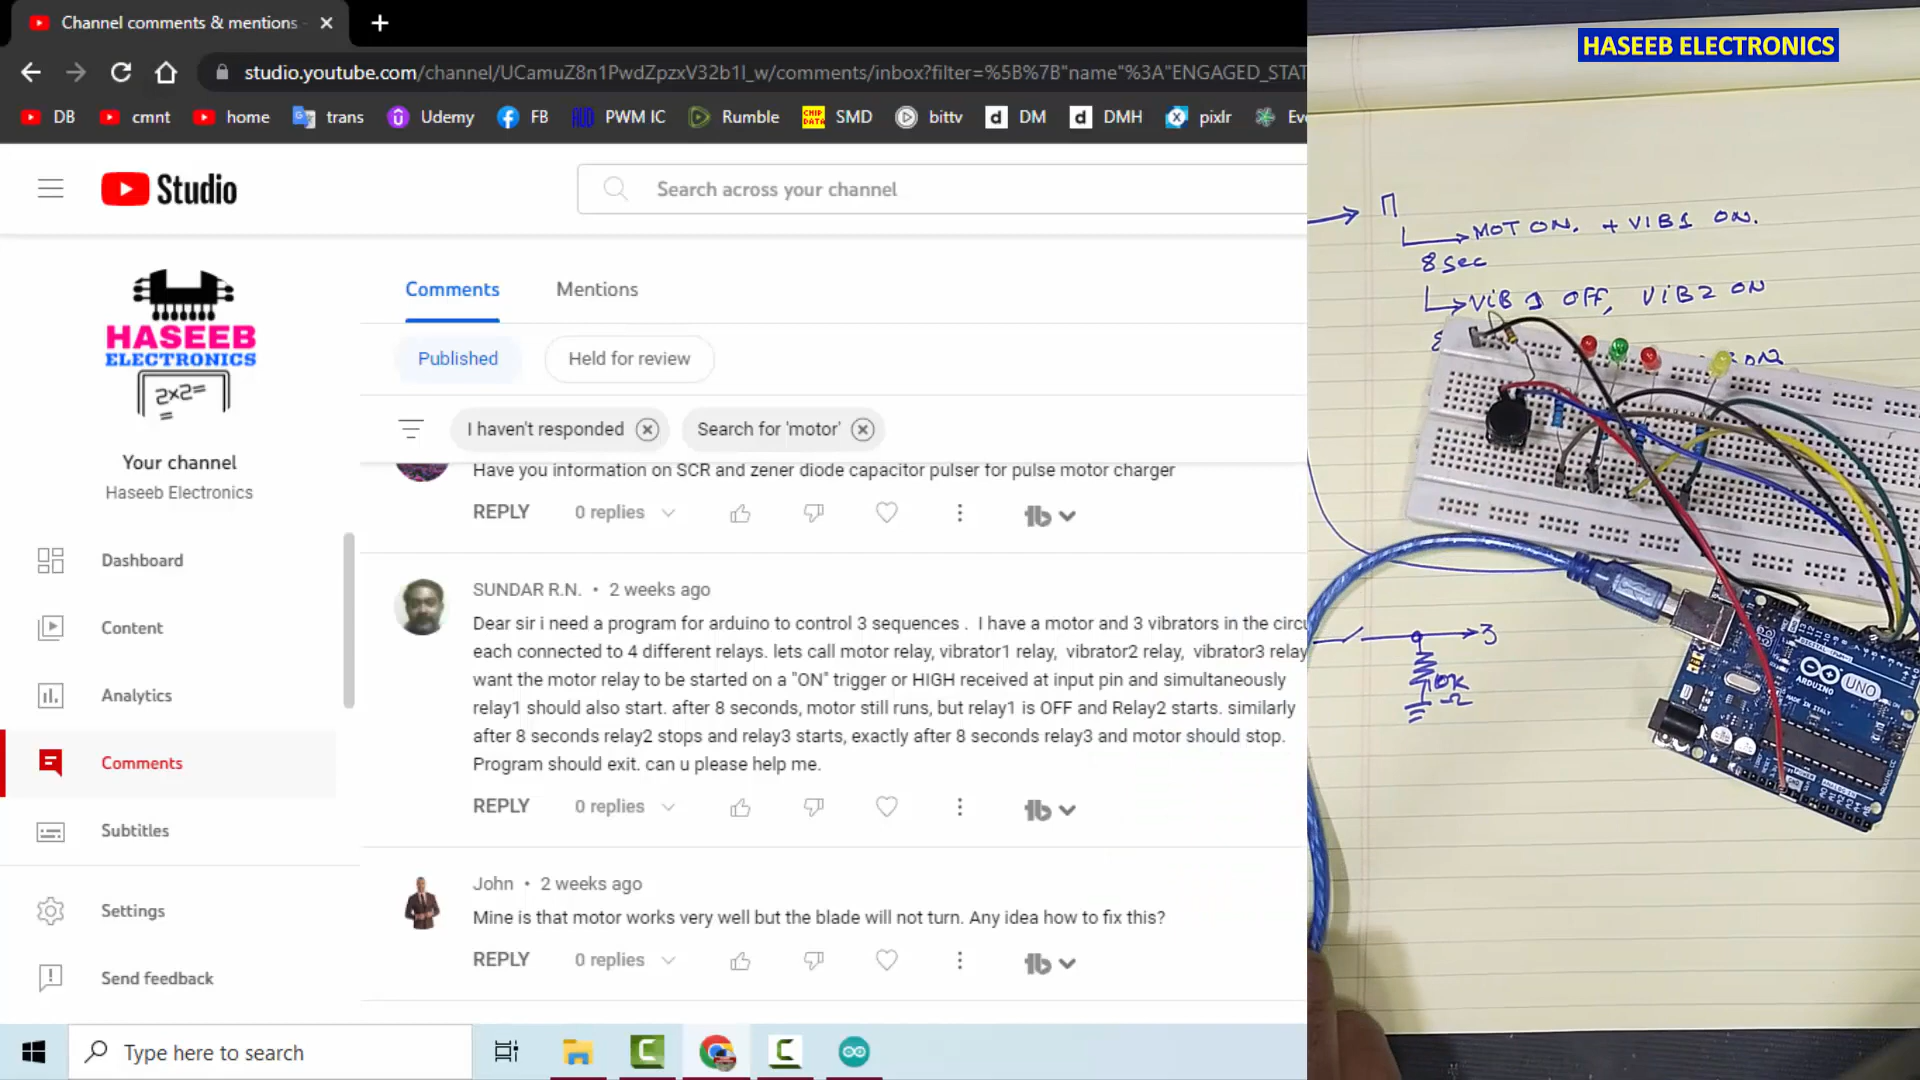 Channel comments & mentions
studio.youtube.com/channel/UCamuZ8n1PwdZpzxV32b1l_w/comments/inbox?filter=%5B%7B"name"%3A"ENGAGED_STAT
DB cmnt home trans Udemy FB PWM IC Rumble SMD bittv DM DMH pixlr Eve
Studio
Search across your channel
HASEEB
ELECTRONICS
2x2=
=
Your channel
Haseeb Electronics
Dashboard
Content
Analytics
Comments
Subtitles
Settings
Send feedback
Comments Mentions
Published Held for review
I haven't responded Search for 'motor'
Have you information on SCR and zener diode capacitor pulser for pulse motor charger
REPLY 0 replies
SUNDAR R.N. • 2 weeks ago
Dear sir i need a program for arduino to control 3 sequences . I have a motor and 3 vibrators in the circu
each connected to 4 different relays. lets call motor relay, vibrator1 relay, vibrator2 relay, vibrator3 relay
want the motor relay to be started on a "ON" trigger or HIGH received at input pin and simultaneously
relay1 should also start. after 8 seconds, motor still runs, but relay1 is OFF and Relay2 starts. similarly
after 8 seconds relay2 stops and relay3 starts, exactly after 8 seconds relay3 and motor should stop.
Program should exit. can u please help me.
REPLY 0 replies
John • 2 weeks ago
Mine is that motor works very well but the blade will not turn. Any idea how to fix this?
REPLY 0 replies
Type here to search
HASEEB ELECTRONICS
MOT ON. + VIB1 ON.
8 sec
VIB 1 OFF, VIB2 ON
ON
3
10K
Ω
ARDUINO
UNO
MADE IN ITALY